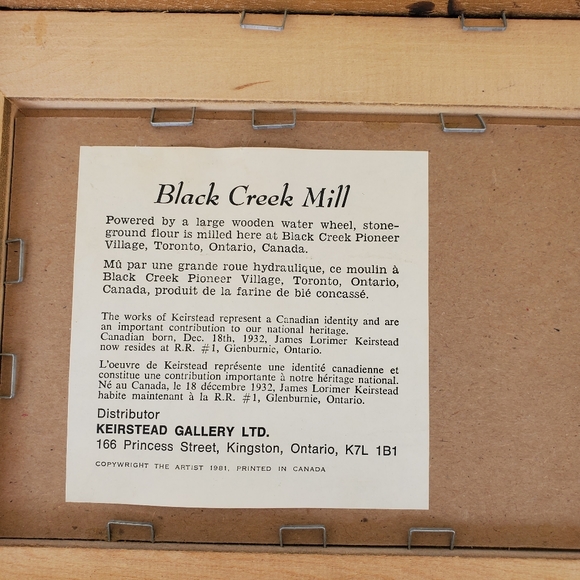 Black Creek Mill
Powered by a large wooden water wheel, stone-
ground flour is milled here at Black Creek Pioneer
Village, Toronto, Ontario, Canada.
Mû par une grande roue hydraulique, ce moulin à
Black Creek Pioneer Village, Toronto, Ontario,
Canada, produit de la farine de blé concassé.
The works of Keirstead represent a Canadian identity and are
an important contribution to our national heritage.
Canadian born, Dec. 18th, 1932, James Lorimer Keirstead
now resides at R.R. #1, Glenburnie, Ontario.
L'oeuvre de Keirstead représente une identité canadienne et
constitue une contribution importante à notre héritage national.
Né au Canada, le 18 décembre 1932, James Lorimer Keirstead
habite maintenant à la R.R. #1, Glenburnie, Ontario.
Distributor
KEIRSTEAD GALLERY LTD.
166 Princess Street, Kingston, Ontario, K7L 1B1
COPYWRIGHT THE ARTIST 1981, PRINTED IN CANADA